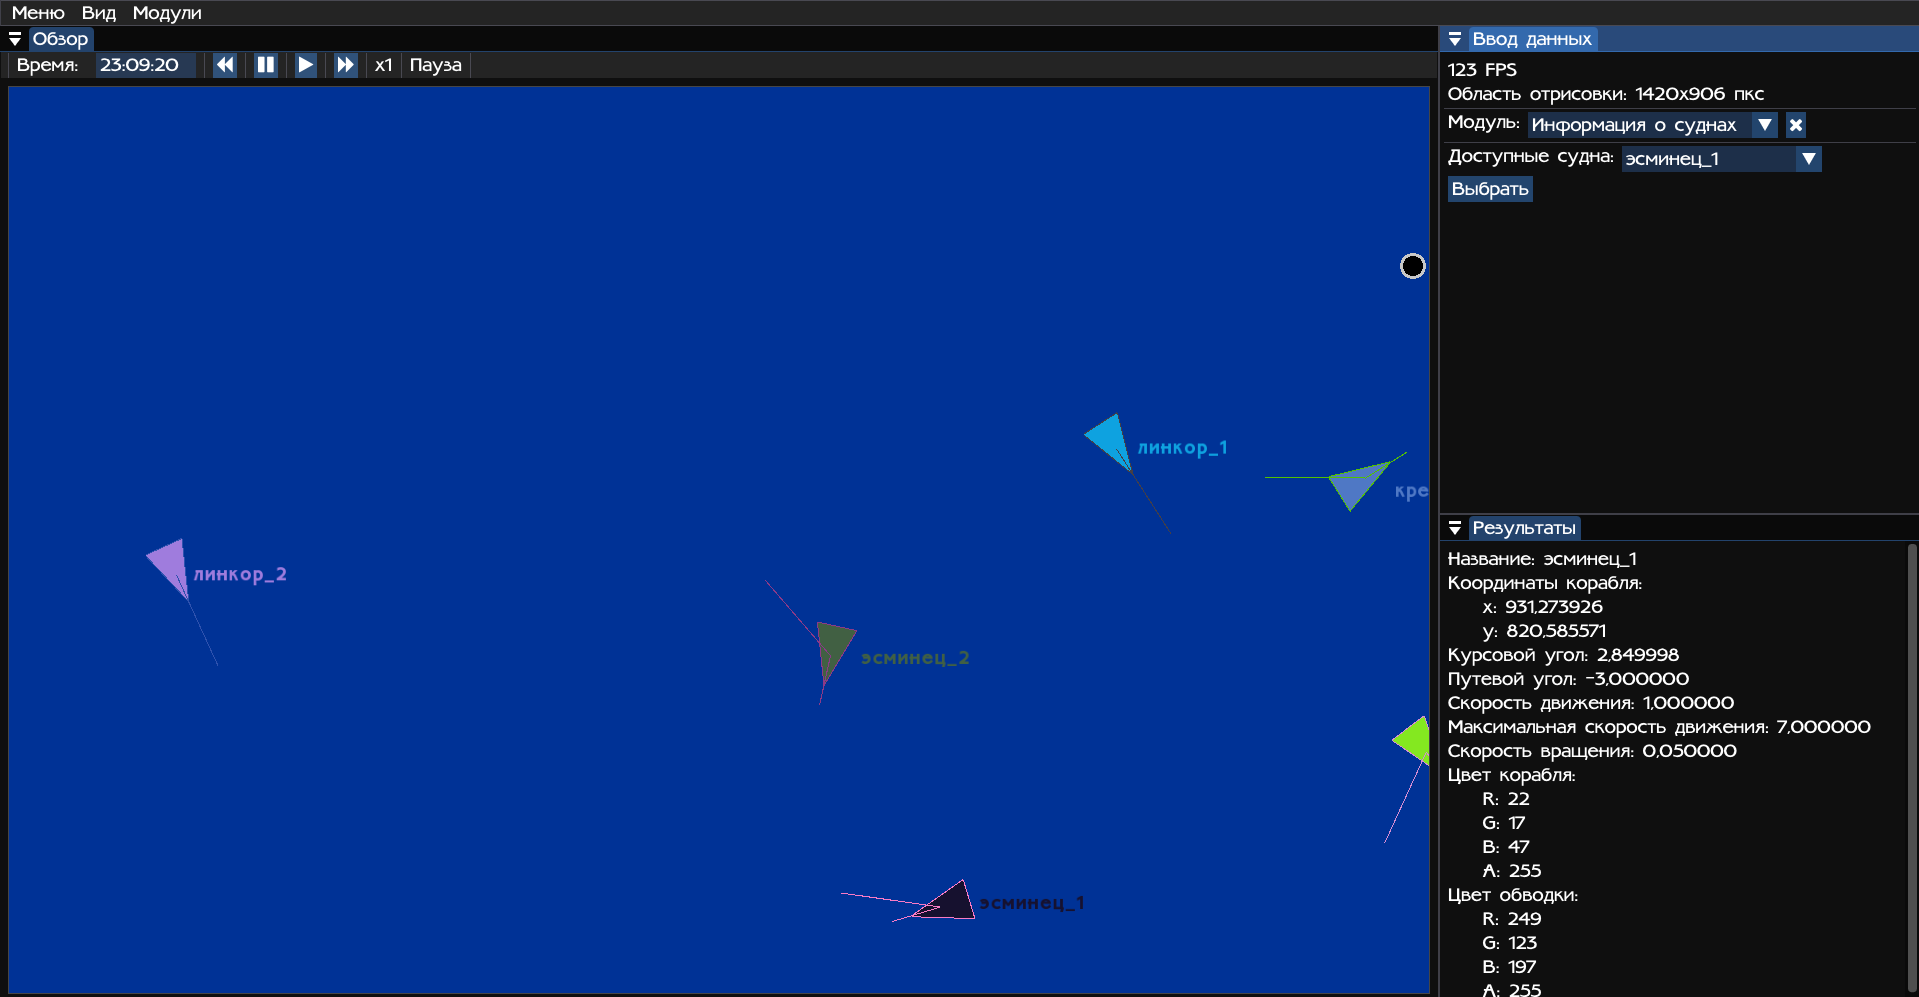 Меню Вид Модули
Обзор
Время: 23:09:20 x1 Пауза
линкор_1
кре
линкор_2
эсминец_2
эсминец_1
Ввод данных
123 FPS
Область отрисовки: 1420x906 пкс
Модуль: Информация о суднах
Доступные судна: эсминец_1
Выбрать
Результаты
Название: эсминец_1
Координаты корабля:
x: 931,273926
y: 820,585571
Курсовой угол: 2,849998
Путевой угол: -3,000000
Скорость движения: 1,000000
Максимальная скорость движения: 7,000000
Скорость вращения: 0,050000
Цвет корабля:
R: 22
G: 17
B: 47
A: 255
Цвет обводки:
R: 249
G: 123
B: 197
A: 255